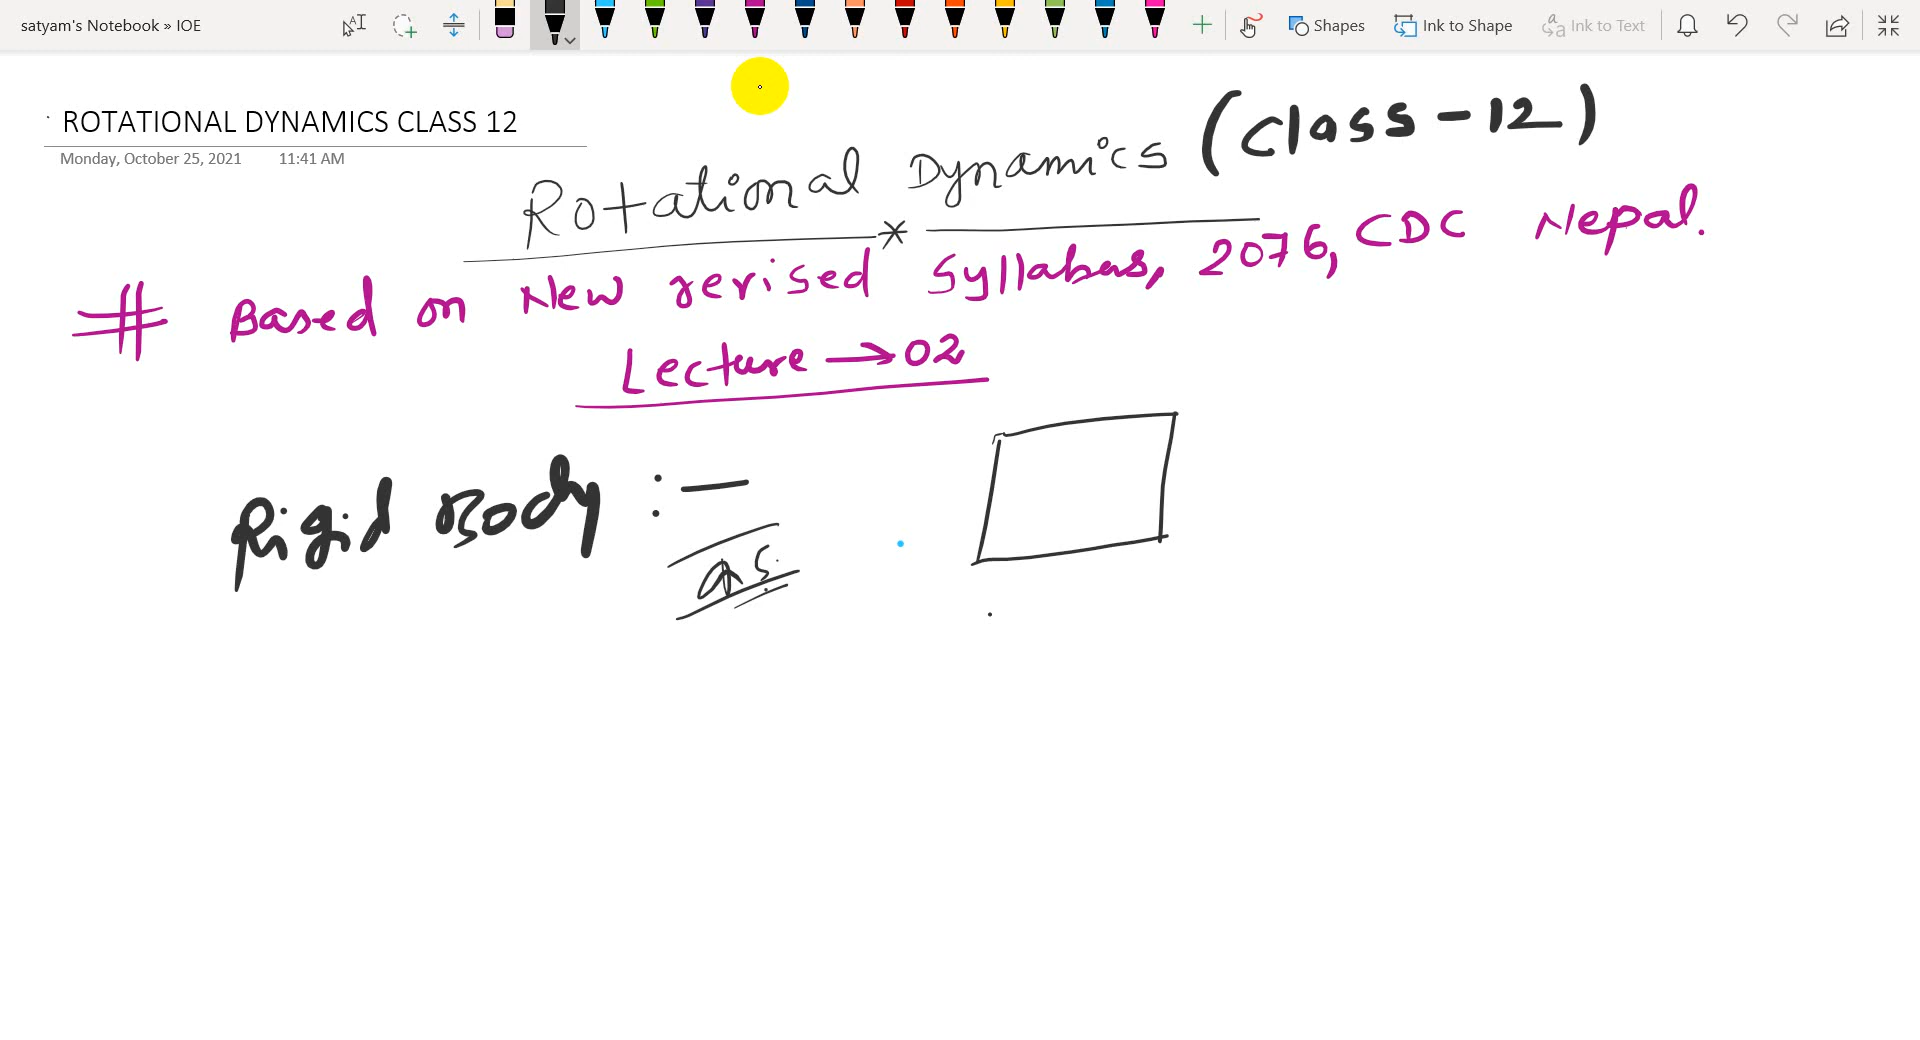 satyam's Notebook » IOE
Shapes
Ink to Shape
Ink to Text
ROTATIONAL DYNAMICS CLASS 12
Monday, October 25, 2021 11:41 AM
Rotational Dynamics (Class-12)
# Based on New revised Syllabus, 2076, CDC Nepal.
Lecture → 02
Rigid Body :-
as.